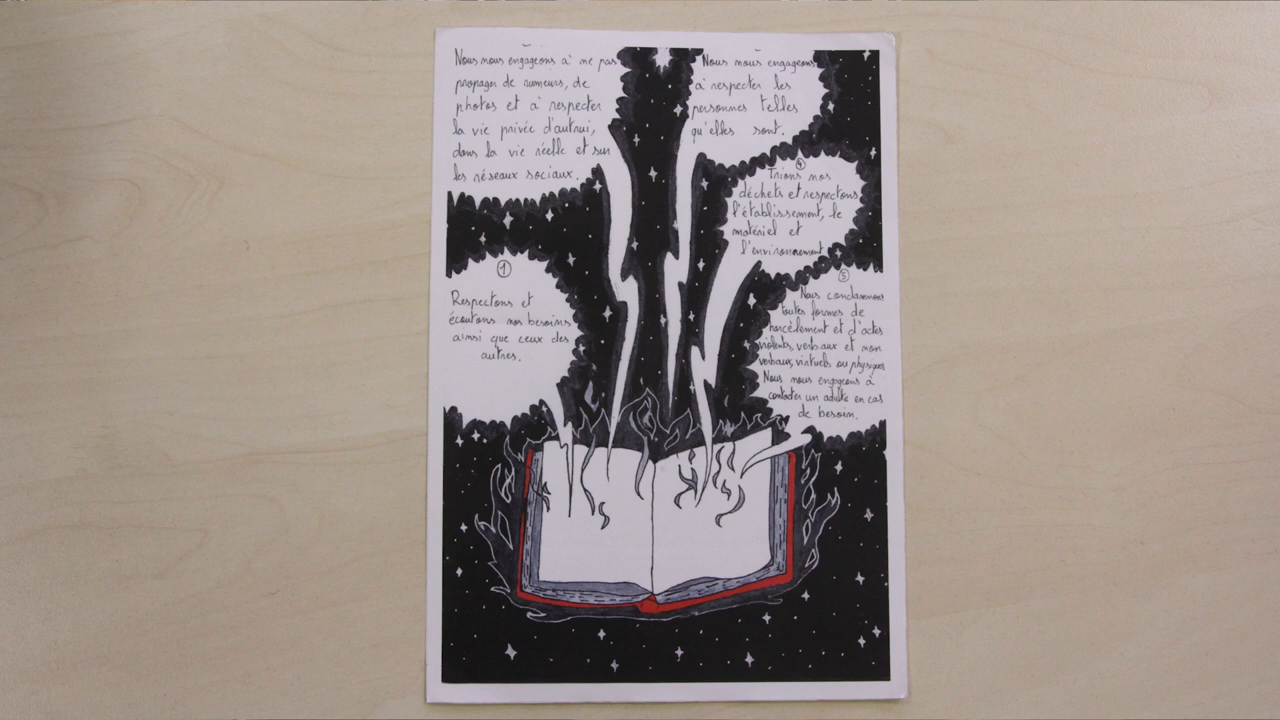 Nous nous engageons à ne pas
propager de rumeurs, de
photos et à respecter
la vie privée d'autrui,
dans la vie réelle et sur
les réseaux sociaux.
Nous nous engageons
à respecter les
personnes telles
qu'elles sont.
4
Trions nos
déchets et respectons
l'établissement, le
matériel et
l'environnement
1
Respectons et
écoutons nos besoins
ainsi que ceux des
autres.
5
Nous condamnons
toutes formes de
harcèlement et d'actes
violents, verbaux et non
verbaux, virtuels ou physiques
Nous nous engageons à
contacter un adulte en cas
de besoin.